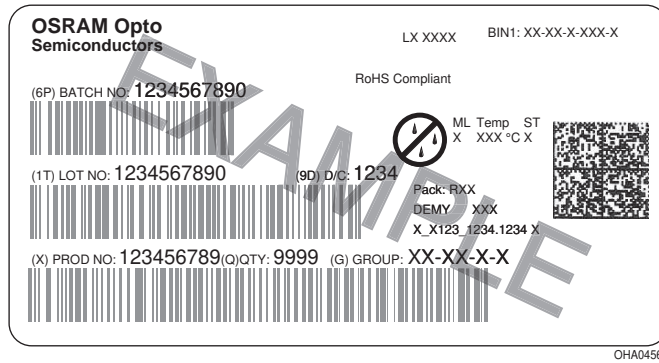 OSRAM Opto
Semiconductors
LX XXXX
BIN1: XX-XX-X-XXX-X
RoHS Compliant
(6P) BATCH NO: 1234567890
ML Temp ST
X XXX °C X
(1T) LOT NO: 1234567890 (9D) D/C: 1234
Pack: RXX
DEMY XXX
X_X123_1234.1234 X
(X) PROD NO: 123456789(Q)QTY: 9999 (G) GROUP: XX-XX-X-X
EXAMPLE
OHA0456